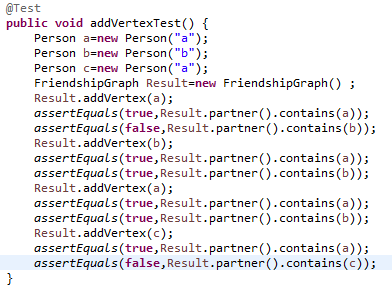 @Test
public void addVertexTest() {
    Person a=new Person("a");
    Person b=new Person("b");
    Person c=new Person("a");
    FriendshipGraph Result=new FriendshipGraph() ;
    Result.addVertex(a);
    assertEquals(true,Result.partner().contains(a));
    assertEquals(false,Result.partner().contains(b));
    Result.addVertex(b);
    assertEquals(true,Result.partner().contains(a));
    assertEquals(true,Result.partner().contains(b));
    Result.addVertex(a);
    assertEquals(true,Result.partner().contains(a));
    assertEquals(true,Result.partner().contains(b));
    Result.addVertex(c);
    assertEquals(true,Result.partner().contains(a));
    assertEquals(false,Result.partner().contains(c));
}